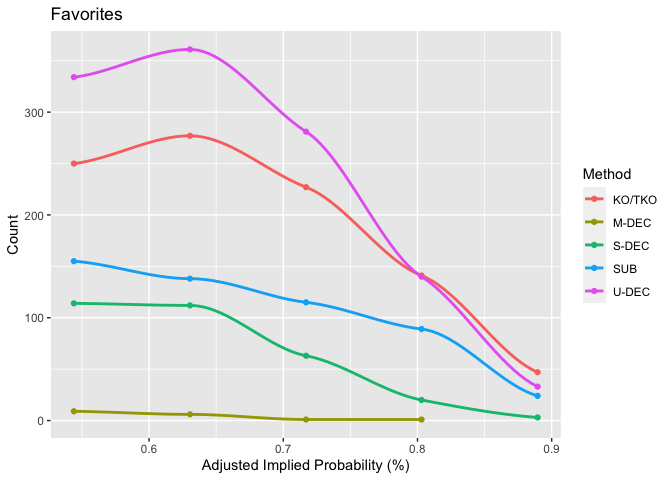 Favorites
300
200
100
0
Count
0.6
0.7
0.8
0.9
Adjusted Implied Probability (%)
Method
KO/TKO
M-DEC
S-DEC
SUB
U-DEC